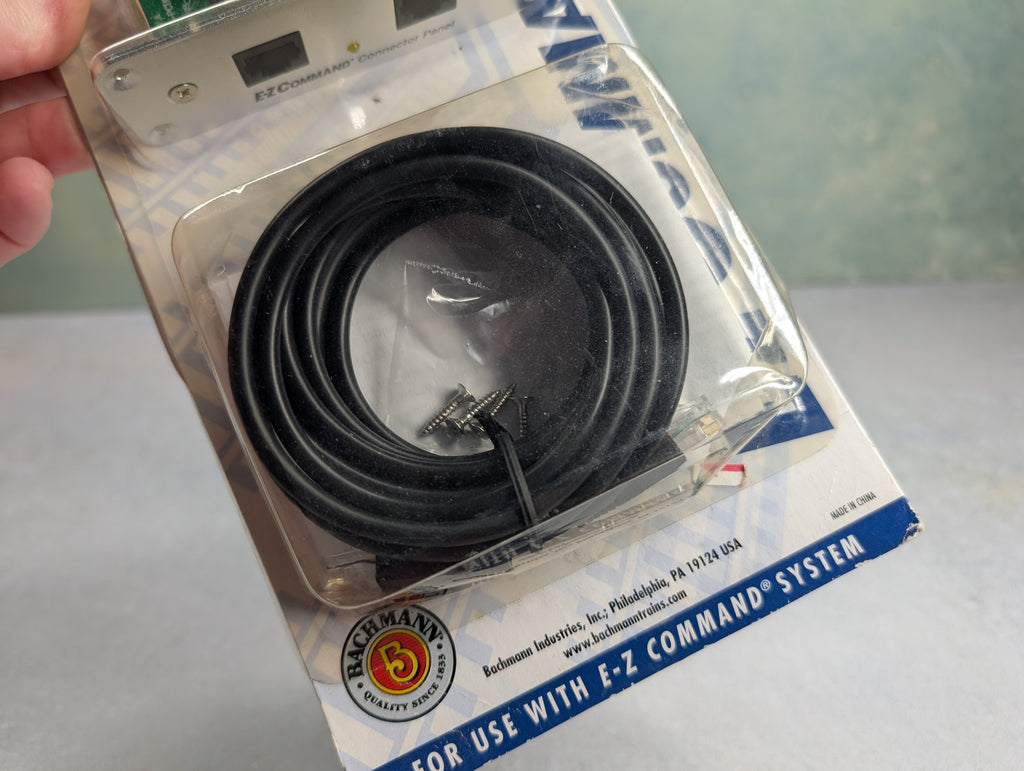 E-Z COMMAND® Connector Panel
MADE IN CHINA
Bachmann Industries, Inc.; Philadelphia, PA 19124 USA
www.bachmanntrains.com
BACHMANN®
• QUALITY SINCE 1833 •
FOR USE WITH E-Z COMMAND® SYSTEM